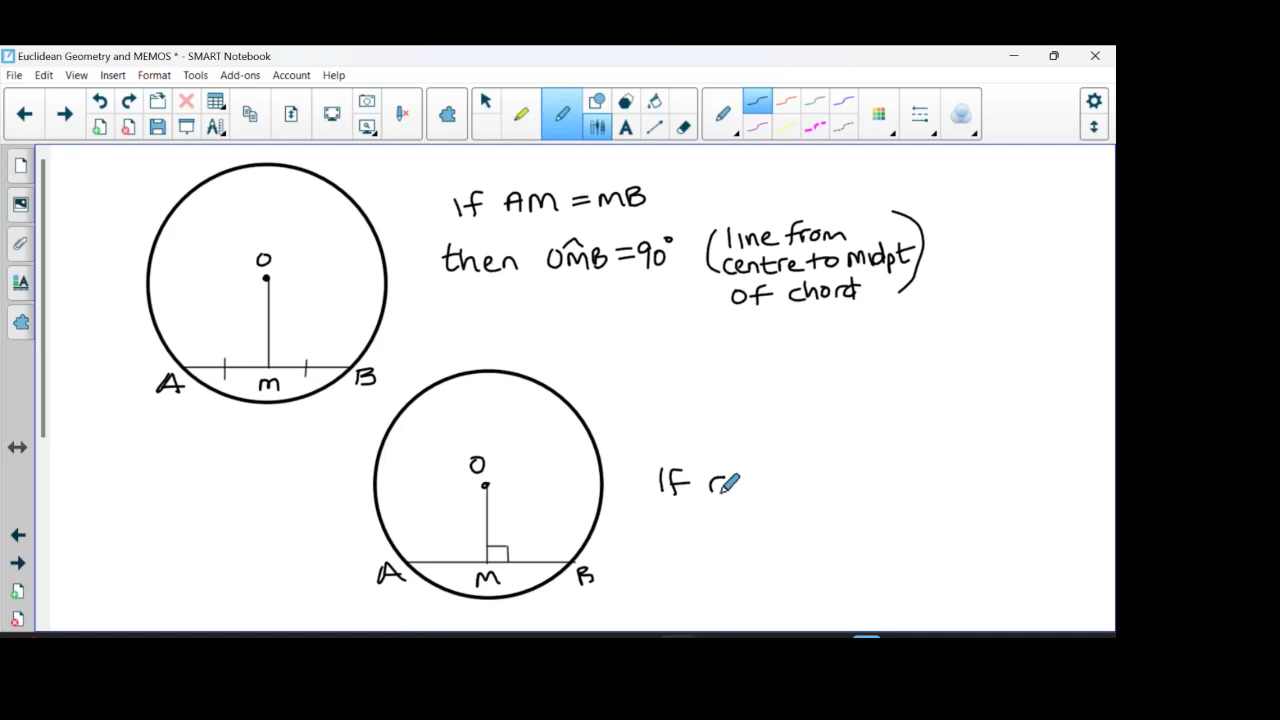 Euclidean Geometry and MEMOS * - SMART Notebook
File Edit View Insert Format Tools Add-ons Account Help
If AM = MB
then OM̂B = 90° (line from
centre to midpt
of chord)
O
A M B
O
If
A M B